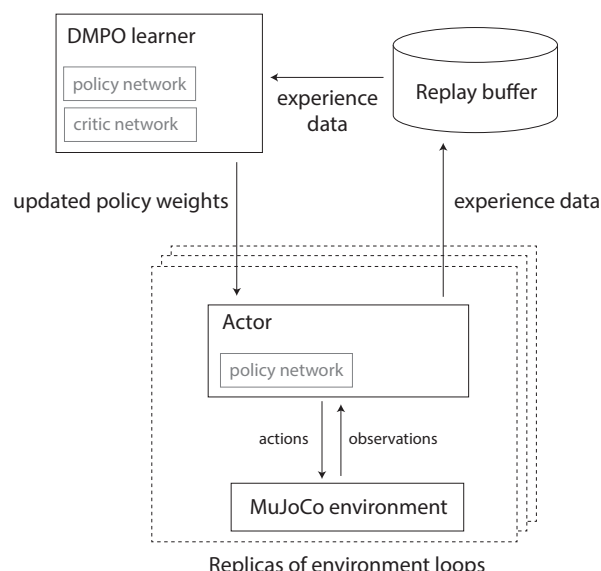 DMPO learner
policy network
critic network
experience
data
Replay buffer
updated policy weights
experience data
Actor
policy network
actions
observations
MuJoCo environment
Replicas of environment loops